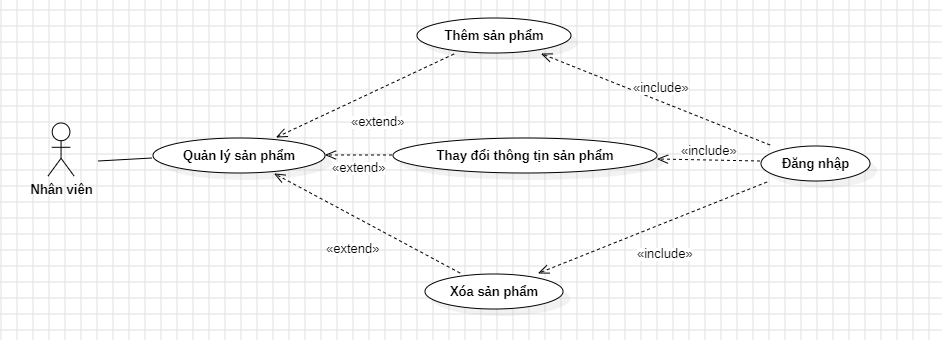 Thêm sản phẩm
«include»
«extend»
Quản lý sản phẩm
Thay đổi thông tịn sản phẩm
«include»
Đăng nhập
«extend»
Nhân viên
«extend»
«include»
Xóa sản phẩm